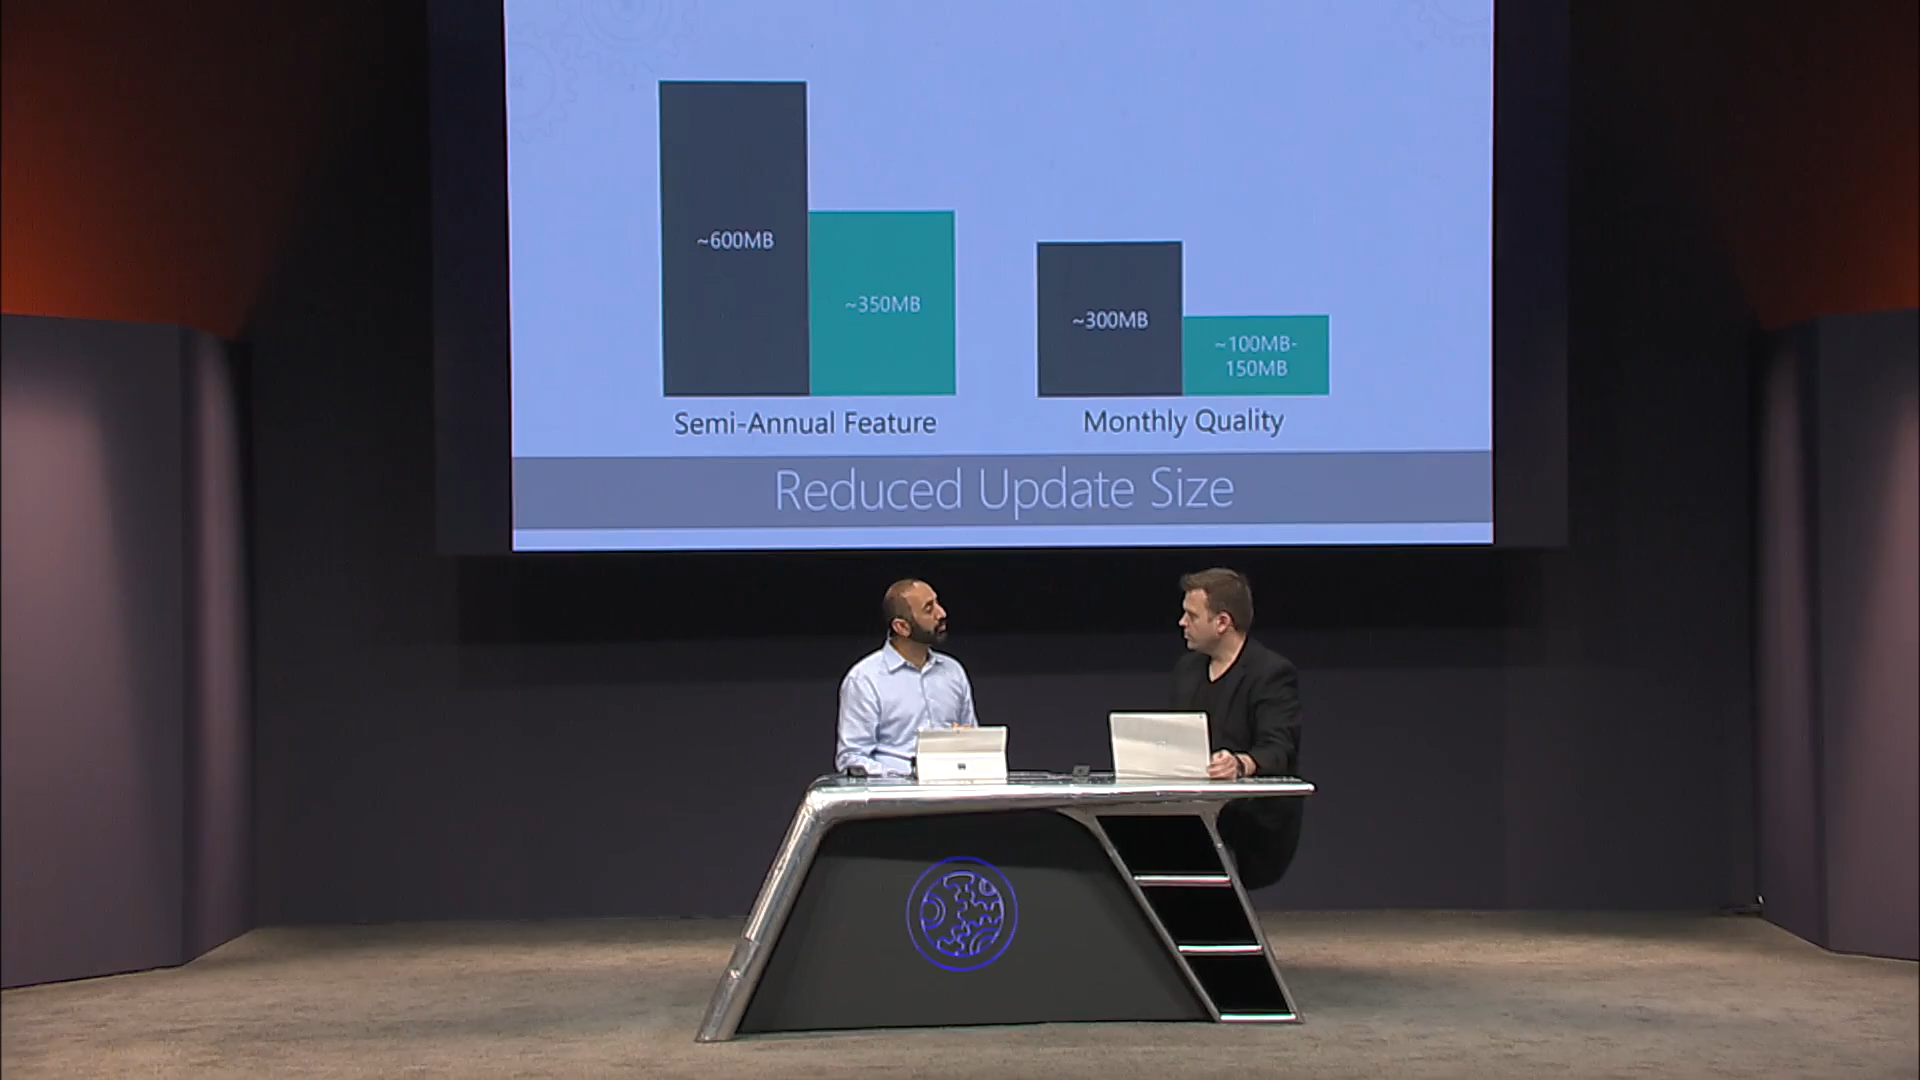 ~600MB
~350MB
~300MB
~100MB-
150MB
Semi-Annual Feature
Monthly Quality
Reduced Update Size